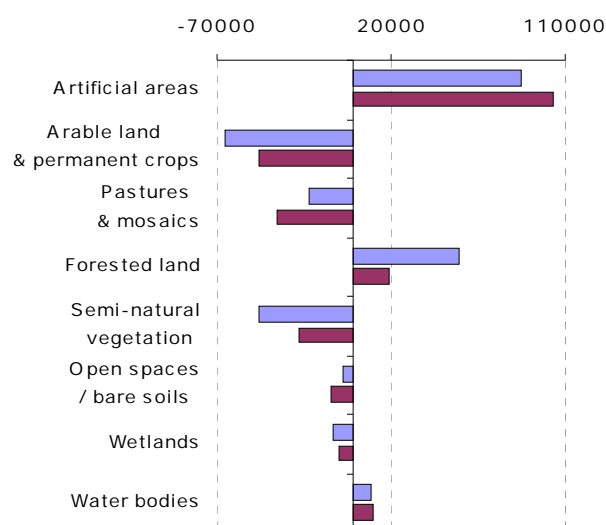 -70000 20000 110000
Artificial areas
Arable land
& permanent crops
Pastures
& mosaics
Forested land
Semi-natural
vegetation
Open spaces
/ bare soils
Wetlands
Water bodies